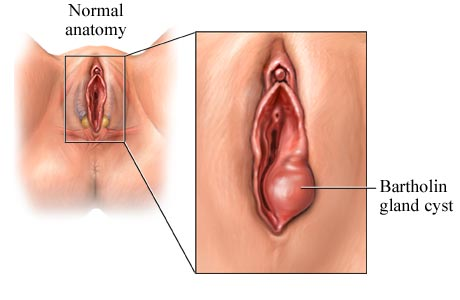 Normal
anatomy
Bartholin
gland cyst